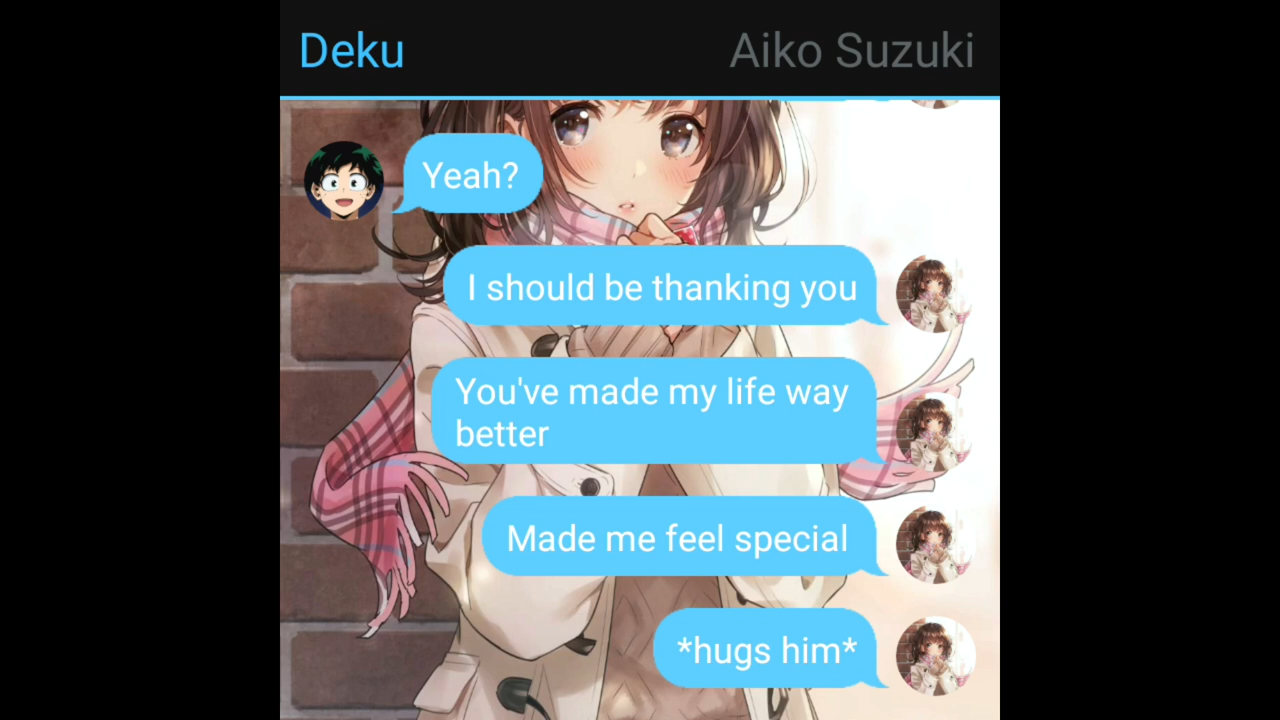 Deku
Aiko Suzuki
Yeah?
I should be thanking you
You've made my life way
better
Made me feel special
*hugs him*